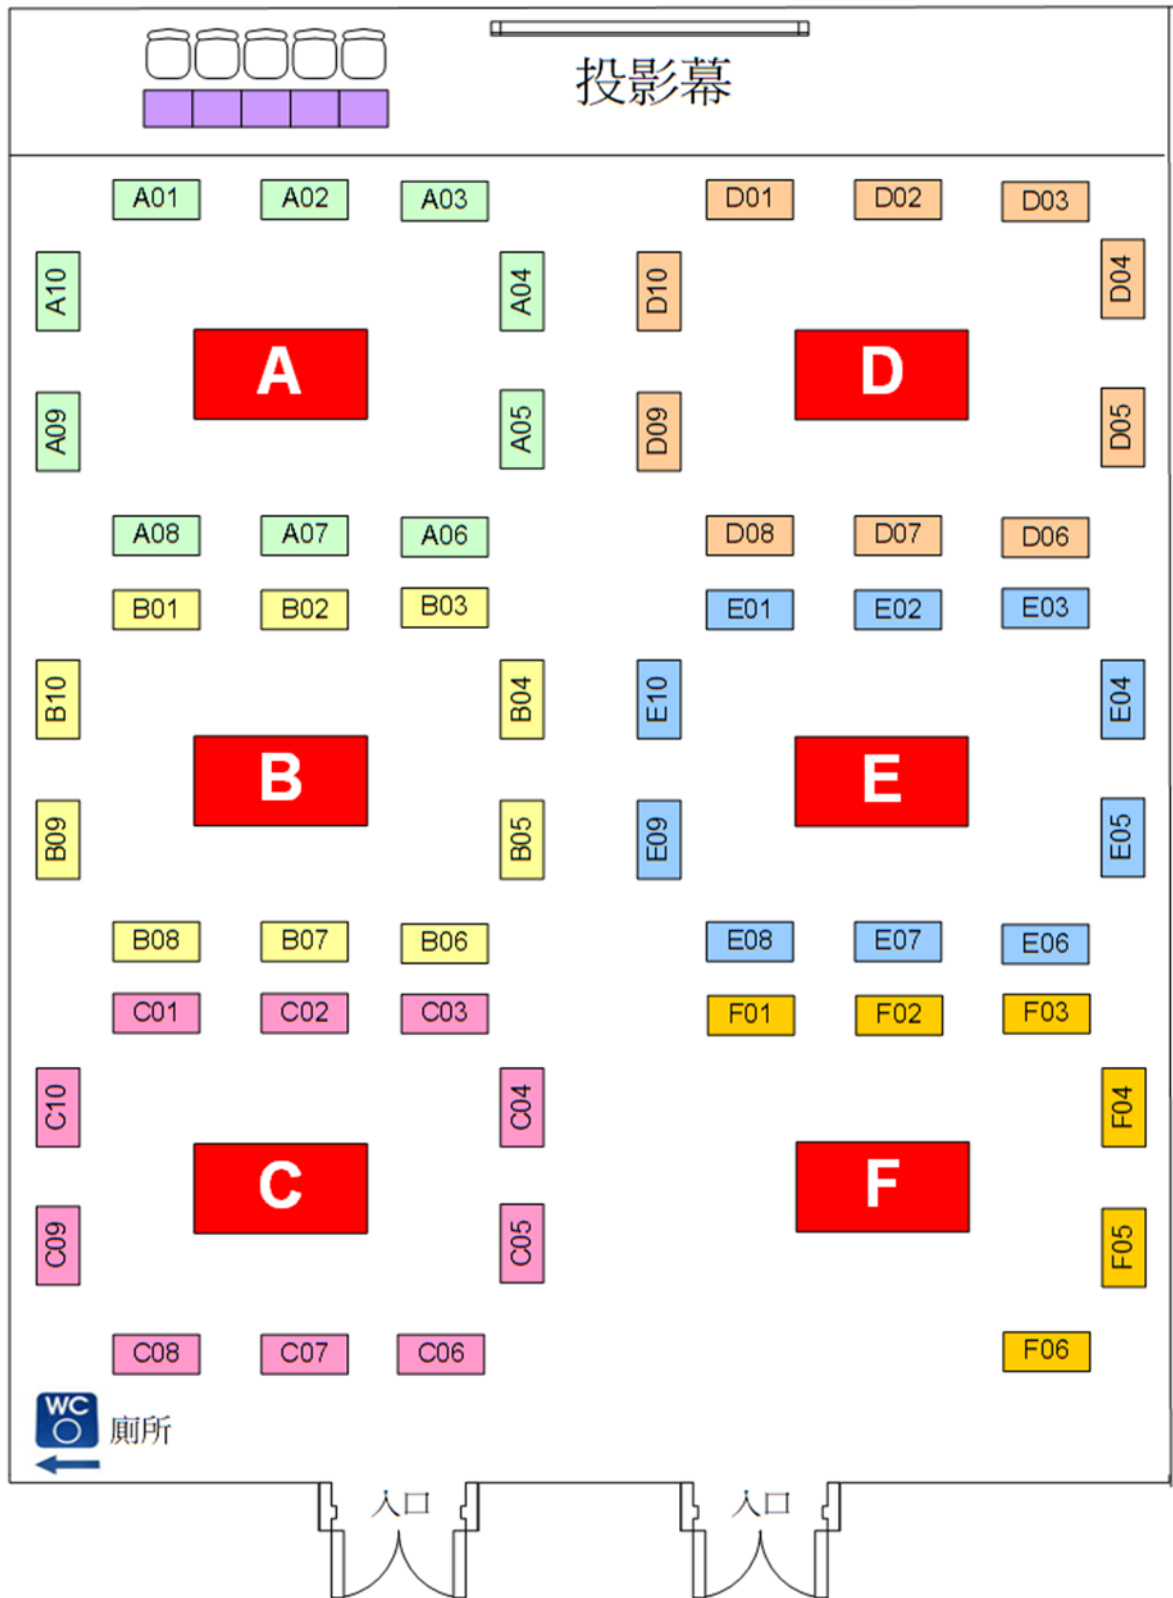 投影幕
A01 A02 A03 D01 D02 D03
A10 A04 D10 D04
A D
A09 A05 D09 D05
A08 A07 A06 D08 D07 D06
B01 B02 B03 E01 E02 E03
B10 B04 E10 E04
B E
B09 B05 E09 E05
B08 B07 B06 E08 E07 E06
C01 C02 C03 F01 F02 F03
C10 C04 F04
C F
C09 C05 F05
C08 C07 C06 F06
WC
廁所
入口 入口